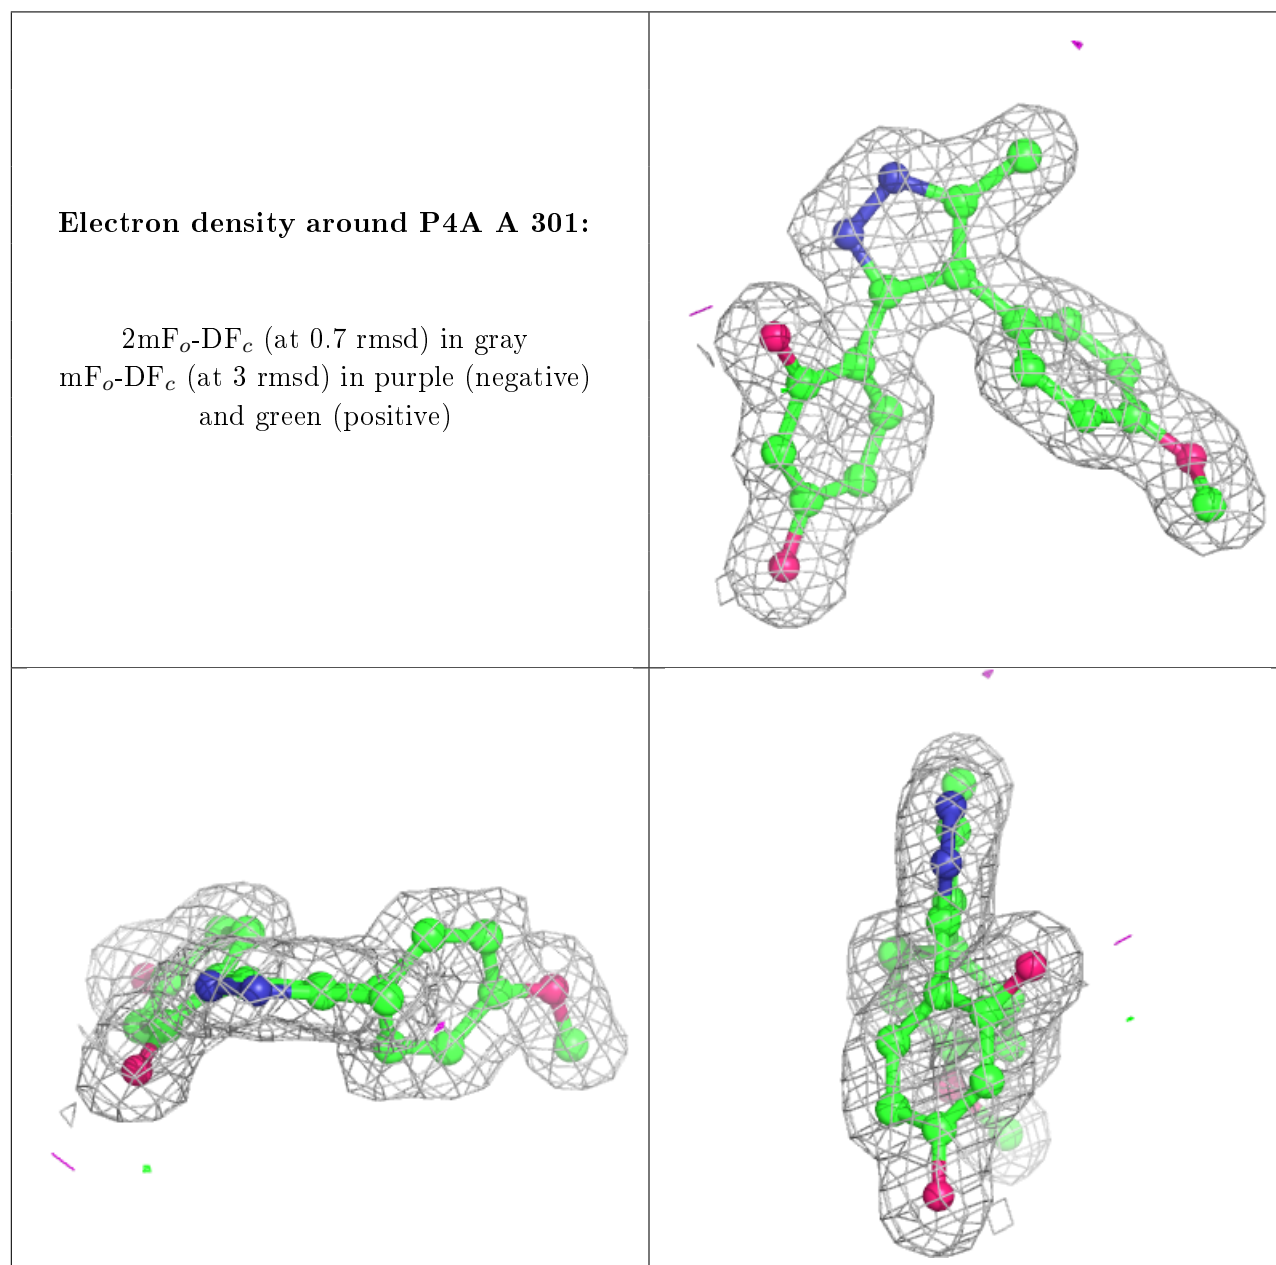 Electron density around P4A A 301:
2mFo-DFc (at 0.7 rmsd) in gray
mFo-DFc (at 3 rmsd) in purple (negative)
and green (positive)